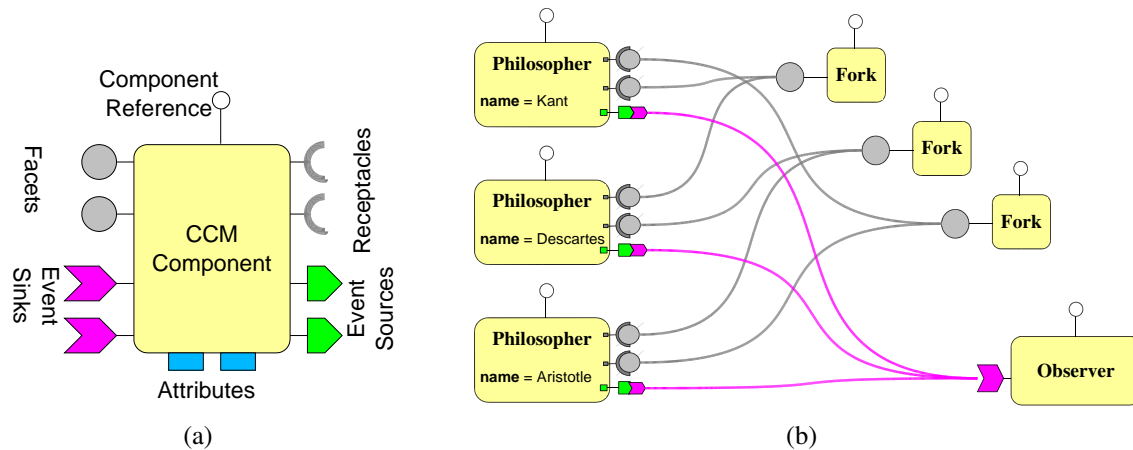 Component
Reference
Facets
Receptacles
CCM
Component
Event
Sinks
Event
Sources
Attributes
(a)
Philosopher
name = Kant
Fork
Fork
Philosopher
name = Descartes
Fork
Philosopher
name = Aristotle
Observer
(b)